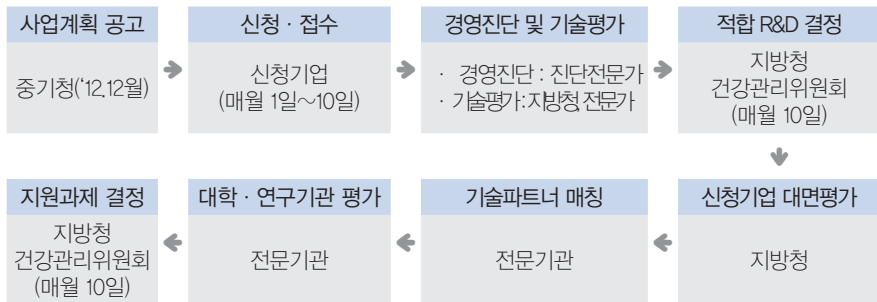 사업계획 공고
중기청('12.12월)
신청 · 접수
신청기업
(매월 1일~10일)
경영진단 및 기술평가
· 경영진단 : 진단전문가
· 기술평가:지방청,전문가
적합 R&D 결정
지방청
건강관리위원회
(매월 10일)
신청기업 대면평가
지방청
기술파트너 매칭
전문기관
대학 · 연구기관 평가
전문기관
지원과제 결정
지방청
건강관리위원회
(매월 10일)